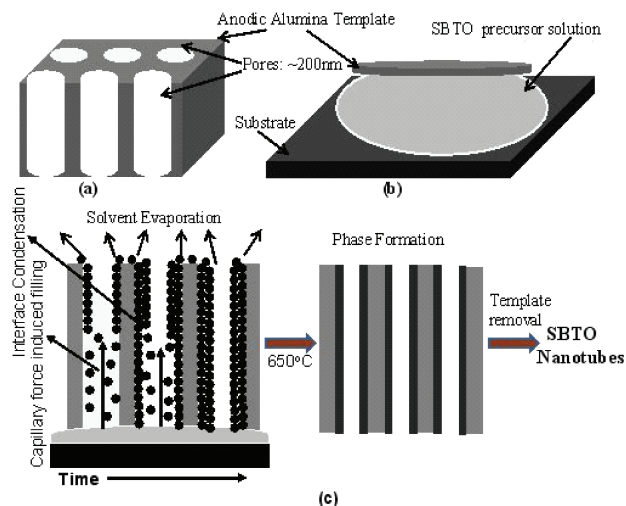 Anodic Alumina Template
SBTO precursor solution
Pores: ~200nm
Substrate
(a)
(b)
Solvent Evaporation
Interface Condensation
Capillary force induced filling
Phase Formation
650°C
Template
removal
SBTO
Nanotubes
Time
(c)